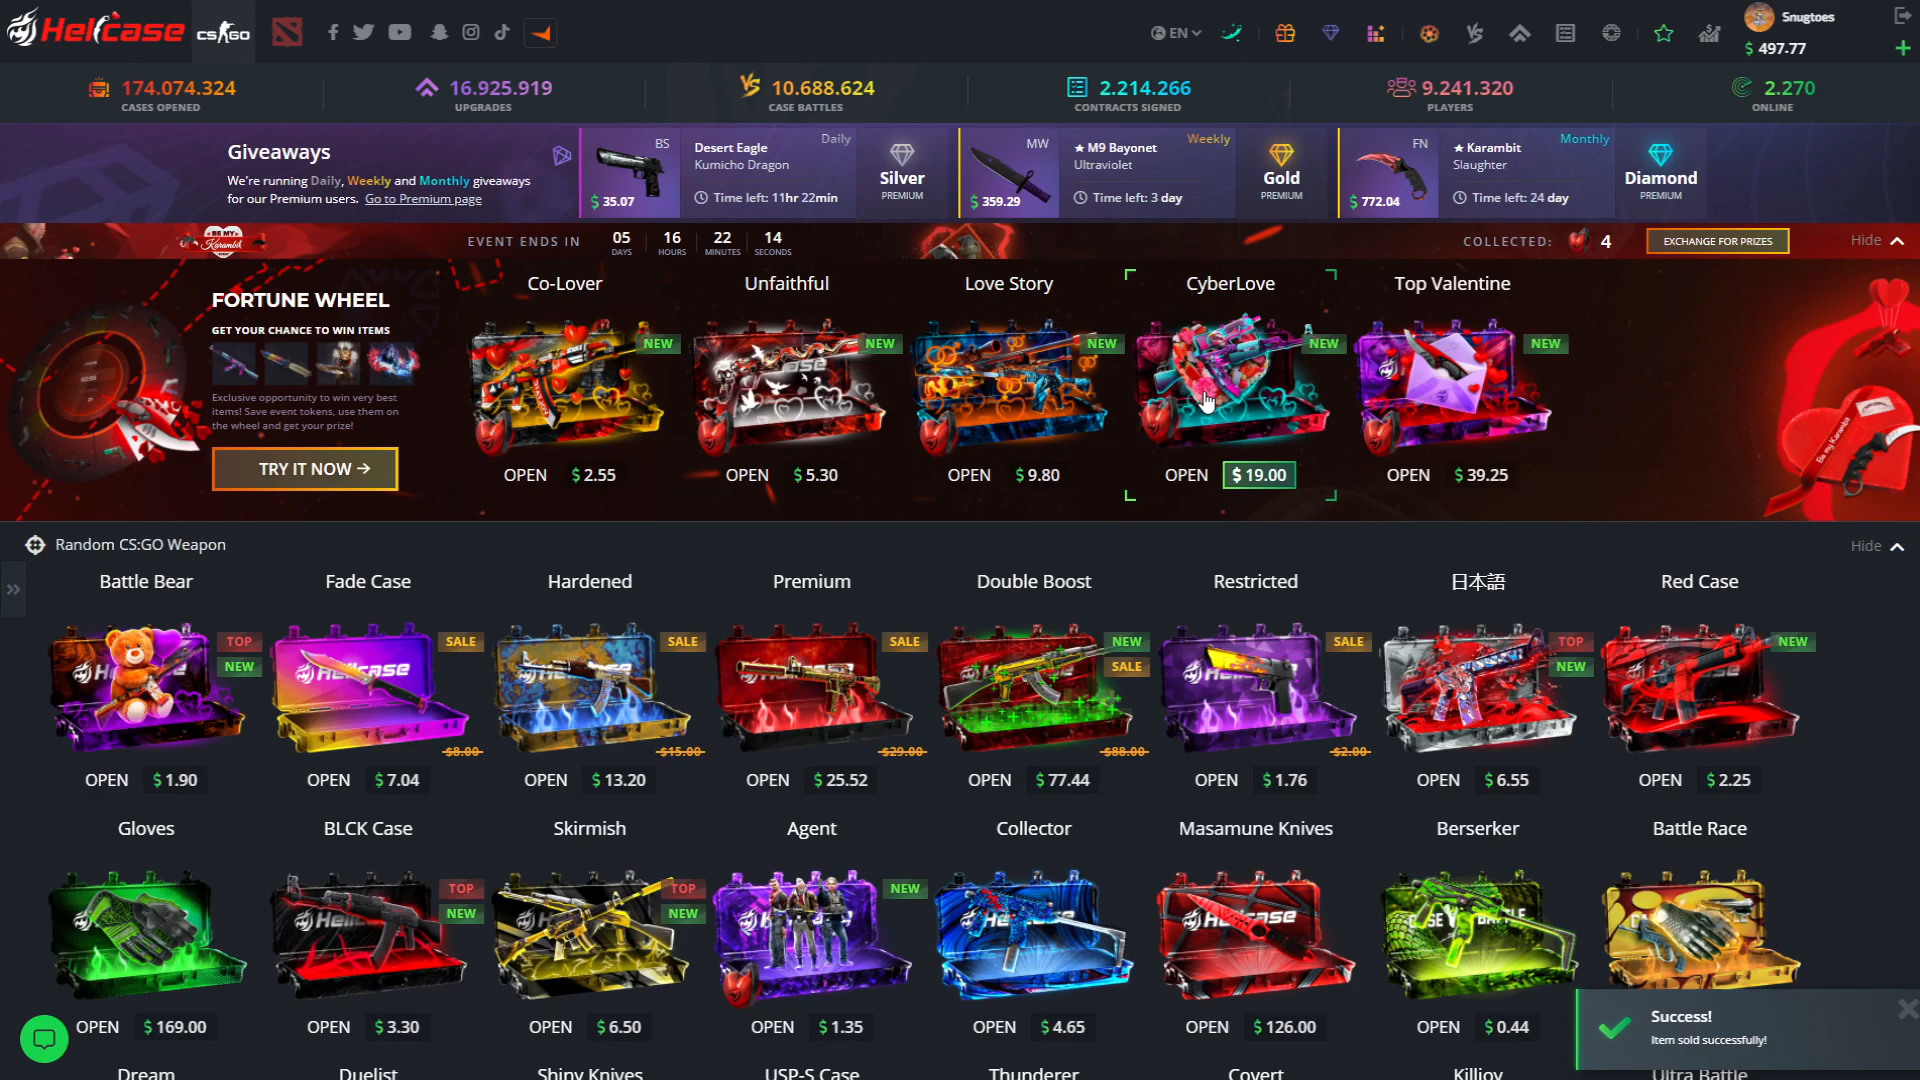 Hellcase
CS:GO
EN
Snugtoes
$ 497.77
174.074.324
CASES OPENED
16.925.919
UPGRADES
VS
10.688.624
CASE BATTLES
2.214.266
CONTRACTS SIGNED
9.241.320
PLAYERS
2.270
ONLINE
Giveaways
We're running Daily, Weekly and Monthly giveaways
for our Premium users. Go to Premium page
BS
$ 35.07
Desert Eagle
Daily
Kumicho Dragon
Time left: 11hr 22min
Silver
PREMIUM
MW
$ 359.29
★ M9 Bayonet
Weekly
Ultraviolet
Time left: 3 day
Gold
PREMIUM
FN
$ 772.04
★ Karambit
Monthly
Slaughter
Time left: 24 day
Diamond
PREMIUM
BE MY
Karambit
EVENT ENDS IN
05
DAYS
16
HOURS
22
MINUTES
14
SECONDS
COLLECTED:
4
EXCHANGE FOR PRIZES
Hide
FORTUNE WHEEL
GET YOUR CHANCE TO WIN ITEMS
Exclusive opportunity to win very best
items! Save event tokens, use them on
the wheel and get your prize!
TRY IT NOW →
Co-Lover
NEW
OPEN $ 2.55
Unfaithful
NEW
OPEN $ 5.30
Love Story
NEW
OPEN $ 9.80
CyberLove
NEW
OPEN $ 19.00
Top Valentine
NEW
OPEN $ 39.25
Be my Karambit
Random CS:GO Weapon
Hide
Battle Bear
TOP
NEW
OPEN $ 1.90
Fade Case
SALE
$8.00
OPEN $ 7.04
Hardened
SALE
$15.00
OPEN $ 13.20
Premium
SALE
$29.00
OPEN $ 25.52
Double Boost
NEW
SALE
$88.00
OPEN $ 77.44
Restricted
SALE
$2.00
OPEN $ 1.76
日本語
TOP
NEW
OPEN $ 6.55
Red Case
NEW
OPEN $ 2.25
Gloves
OPEN $ 169.00
BLCK Case
TOP
NEW
OPEN $ 3.30
Skirmish
TOP
NEW
OPEN $ 6.50
Agent
NEW
OPEN $ 1.35
Collector
OPEN $ 4.65
Masamune Knives
OPEN $ 126.00
Berserker
OPEN $ 0.44
Battle Race
Success!
Item sold successfully!
Dream
Duelist
Shiny Knives
USP-S Case
Thunderer
Covert
Killjoy
Ultra Battle